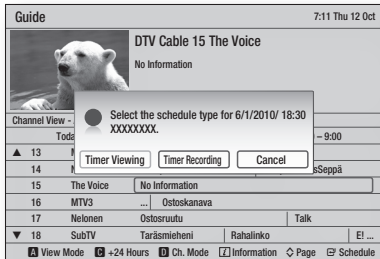 Guide 7:11 Thu 12 Oct
DTV Cable 15 The Voice
No Information
Channel View -
Select the schedule type for 6/1/2010/ 18:30
XXXXXXXX.
Toda – 9:00
Timer Viewing Timer Recording Cancel
▲ 13
14 sSeppä
15 The Voice No Information
16 MTV3 ... Ostoskanava
17 Nelonen Ostosruutu Talk
▼ 18 SubTV Taräsmieheni Rahalinko E! ...
A View Mode C +24 Hours D Ch. Mode i Information Page Schedule